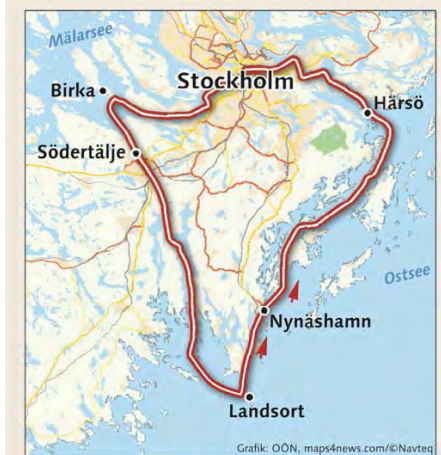 Mälarsee
Stockholm
Birka
Härsö
Södertälje
Ostsee
Nynäshamn
Landsort
Grafik: OÖN, maps4news.com/©Navteq